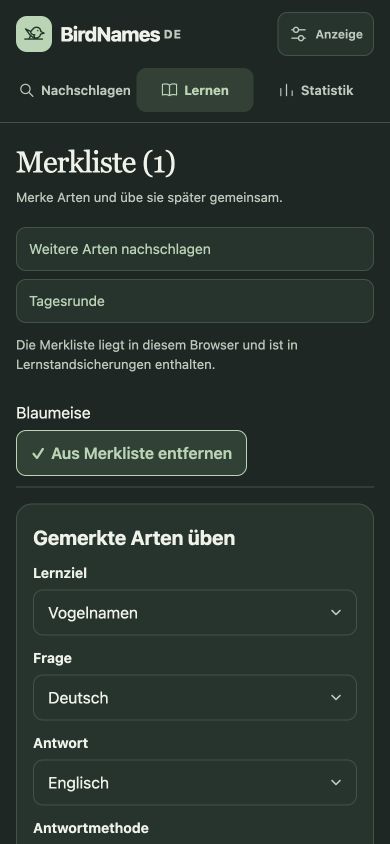 BirdNames DE
Anzeige
Nachschlagen
Lernen
Statistik
Merkliste (1)
Merke Arten und übe sie später gemeinsam.
Weitere Arten nachschlagen
Tagesrunde
Die Merkliste liegt in diesem Browser und ist in
Lernstandsicherungen enthalten.
Blaumeise
✓ Aus Merkliste entfernen
Gemerkte Arten üben
Lernziel
Vogelnamen
Frage
Deutsch
Antwort
Englisch
Antwortmethode